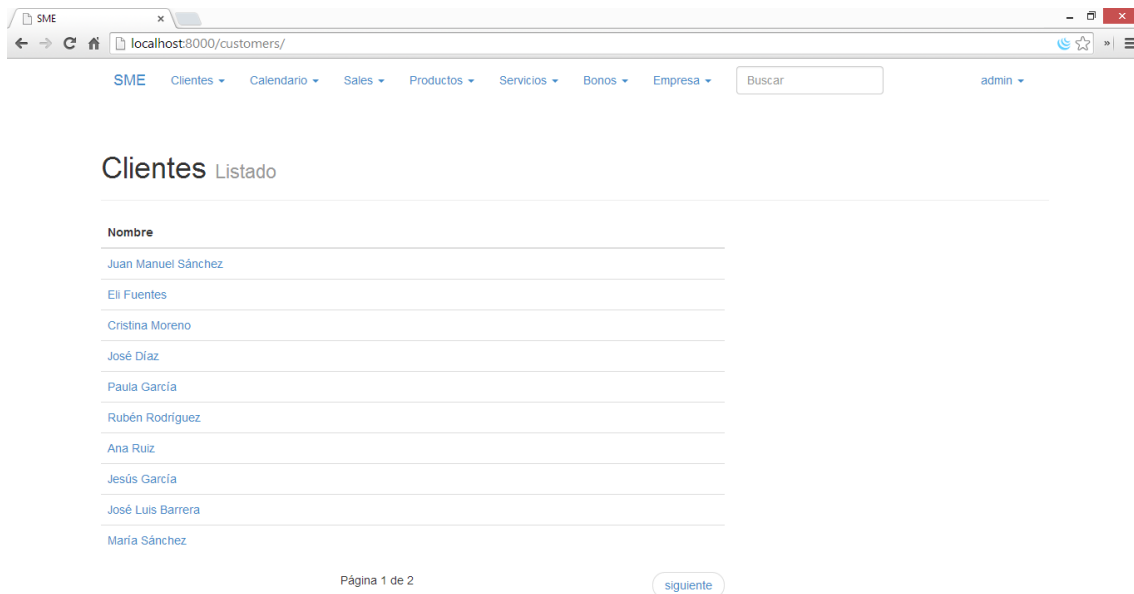 SME
localhost:8000/customers/
SME Clientes Calendario Sales Productos Servicios Bonos Empresa Buscar admin
Clientes Listado
Nombre
Juan Manuel Sánchez
Eli Fuentes
Cristina Moreno
José Díaz
Paula García
Rubén Rodríguez
Ana Ruiz
Jesús García
José Luis Barrera
María Sánchez
Página 1 de 2 siguiente